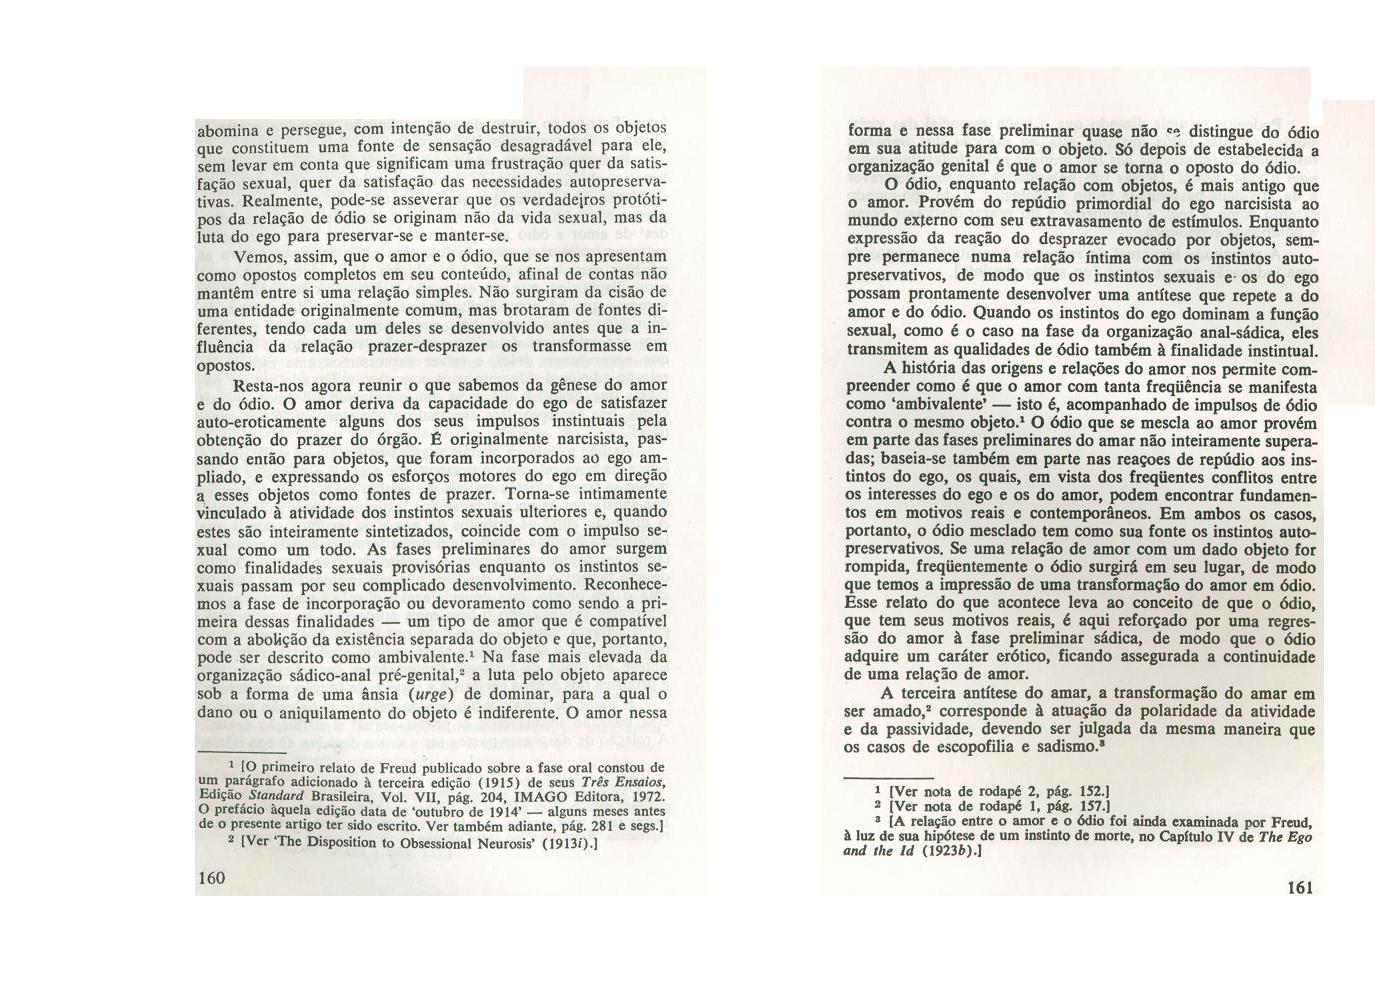 abomina e persegue, com intenção de destruir, todos os objetos
que constituem uma fonte de sensação desagradável para ele,
sem levar em conta que significam uma frustração quer da satis-
fação sexual, quer da satisfação das necessidades autopreserva-
tivas. Realmente, pode-se asseverar que os verdadeiros protóti-
pos da relação de ódio se originam não da vida sexual, mas da
luta do ego para preservar-se e manter-se.
Vemos, assim, que o amor e o ódio, que se nos apresentam
como opostos completos em seu conteúdo, afinal de contas não
mantêm entre si uma relação simples. Não surgiram da cisão de
uma entidade originalmente comum, mas brotaram de fontes di-
ferentes, tendo cada um deles se desenvolvido antes que a in-
fluência da relação prazer-desprazer os transformasse em
opostos.
Resta-nos agora reunir o que sabemos da gênese do amor
e do ódio. O amor deriva da capacidade do ego de satisfazer
auto-eroticamente alguns dos seus impulsos instintuais pela
obtenção do prazer do órgão. É originalmente narcisista, pas-
sando então para objetos, que foram incorporados ao ego am-
pliado, e expressando os esforços motores do ego em direção
a esses objetos como fontes de prazer. Torna-se intimamente
vinculado à atividade dos instintos sexuais ulteriores e, quando
estes são inteiramente sintetizados, coincide com o impulso se-
xual como um todo. As fases preliminares do amor surgem
como finalidades sexuais provisórias enquanto os instintos se-
xuais passam por seu complicado desenvolvimento. Reconhece-
mos a fase de incorporação ou devoramento como sendo a pri-
meira dessas finalidades — um tipo de amor que é compatível
com a abolição da existência separada do objeto e que, portanto,
pode ser descrito como ambivalente.¹ Na fase mais elevada da
organização sádico-anal pré-genital,² a luta pelo objeto aparece
sob a forma de uma ânsia (urge) de dominar, para a qual o
dano ou o aniquilamento do objeto é indiferente. O amor nessa
¹ [O primeiro relato de Freud publicado sobre a fase oral constou de
um parágrafo adicionado à terceira edição (1915) de seus Três Ensaios,
Edição Standard Brasileira, Vol. VII, pág. 204, IMAGO Editora, 1972.
O prefácio àquela edição data de ‘outubro de 1914’ — alguns meses antes
de o presente artigo ter sido escrito. Ver também adiante, pág. 281 e segs.]
² [Ver ‘The Disposition to Obsessional Neurosis’ (1913i).]
160
forma e nessa fase preliminar quase não se distingue do ódio
em sua atitude para com o objeto. Só depois de estabelecida a
organização genital é que o amor se torna o oposto do ódio.
O ódio, enquanto relação com objetos, é mais antigo que
o amor. Provém do repúdio primordial do ego narcisista ao
mundo externo com seu extravasamento de estímulos. Enquanto
expressão da reação do desprazer evocado por objetos, sem-
pre permanece numa relação íntima com os instintos auto-
preservativos, de modo que os instintos sexuais e os do ego
possam prontamente desenvolver uma antítese que repete a do
amor e do ódio. Quando os instintos do ego dominam a função
sexual, como é o caso na fase da organização anal-sádica, eles
transmitem as qualidades de ódio também à finalidade instintual.
A história das origens e relações do amor nos permite com-
preender como é que o amor com tanta freqüência se manifesta
como ‘ambivalente’ — isto é, acompanhado de impulsos de ódio
contra o mesmo objeto.¹ O ódio que se mescla ao amor provém
em parte das fases preliminares do amar não inteiramente supera-
das; baseia-se também em parte nas reaçoes de repúdio aos ins-
tintos do ego, os quais, em vista dos freqüentes conflitos entre
os interesses do ego e os do amor, podem encontrar fundamen-
tos em motivos reais e contemporâneos. Em ambos os casos,
portanto, o ódio mesclado tem como sua fonte os instintos auto-
preservativos. Se uma relação de amor com um dado objeto for
rompida, freqüentemente o ódio surgirá em seu lugar, de modo
que temos a impressão de uma transformação do amor em ódio.
Esse relato do que acontece leva ao conceito de que o ódio,
que tem seus motivos reais, é aqui reforçado por uma regres-
são do amor à fase preliminar sádica, de modo que o ódio
adquire um caráter erótico, ficando assegurada a continuidade
de uma relação de amor.
A terceira antítese do amar, a transformação do amar em
ser amado,² corresponde à atuação da polaridade da atividade
e da passividade, devendo ser julgada da mesma maneira que
os casos de escopofilia e sadismo.³
¹ [Ver nota de rodapé 2, pág. 152.]
² [Ver nota de rodapé 1, pág. 157.]
³ [A relação entre o amor e o ódio foi ainda examinada por Freud,
à luz de sua hipótese de um instinto de morte, no Capítulo IV de The Ego
and the Id (1923b).]
161